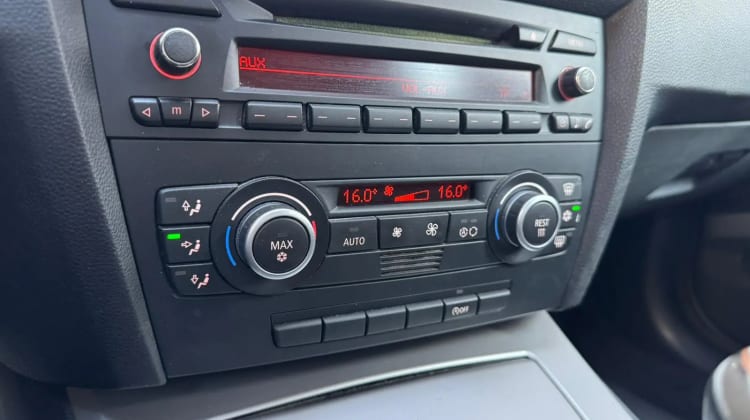 AUX
m
16.0° 16.0°
MAX
AUTO
REST
OFF